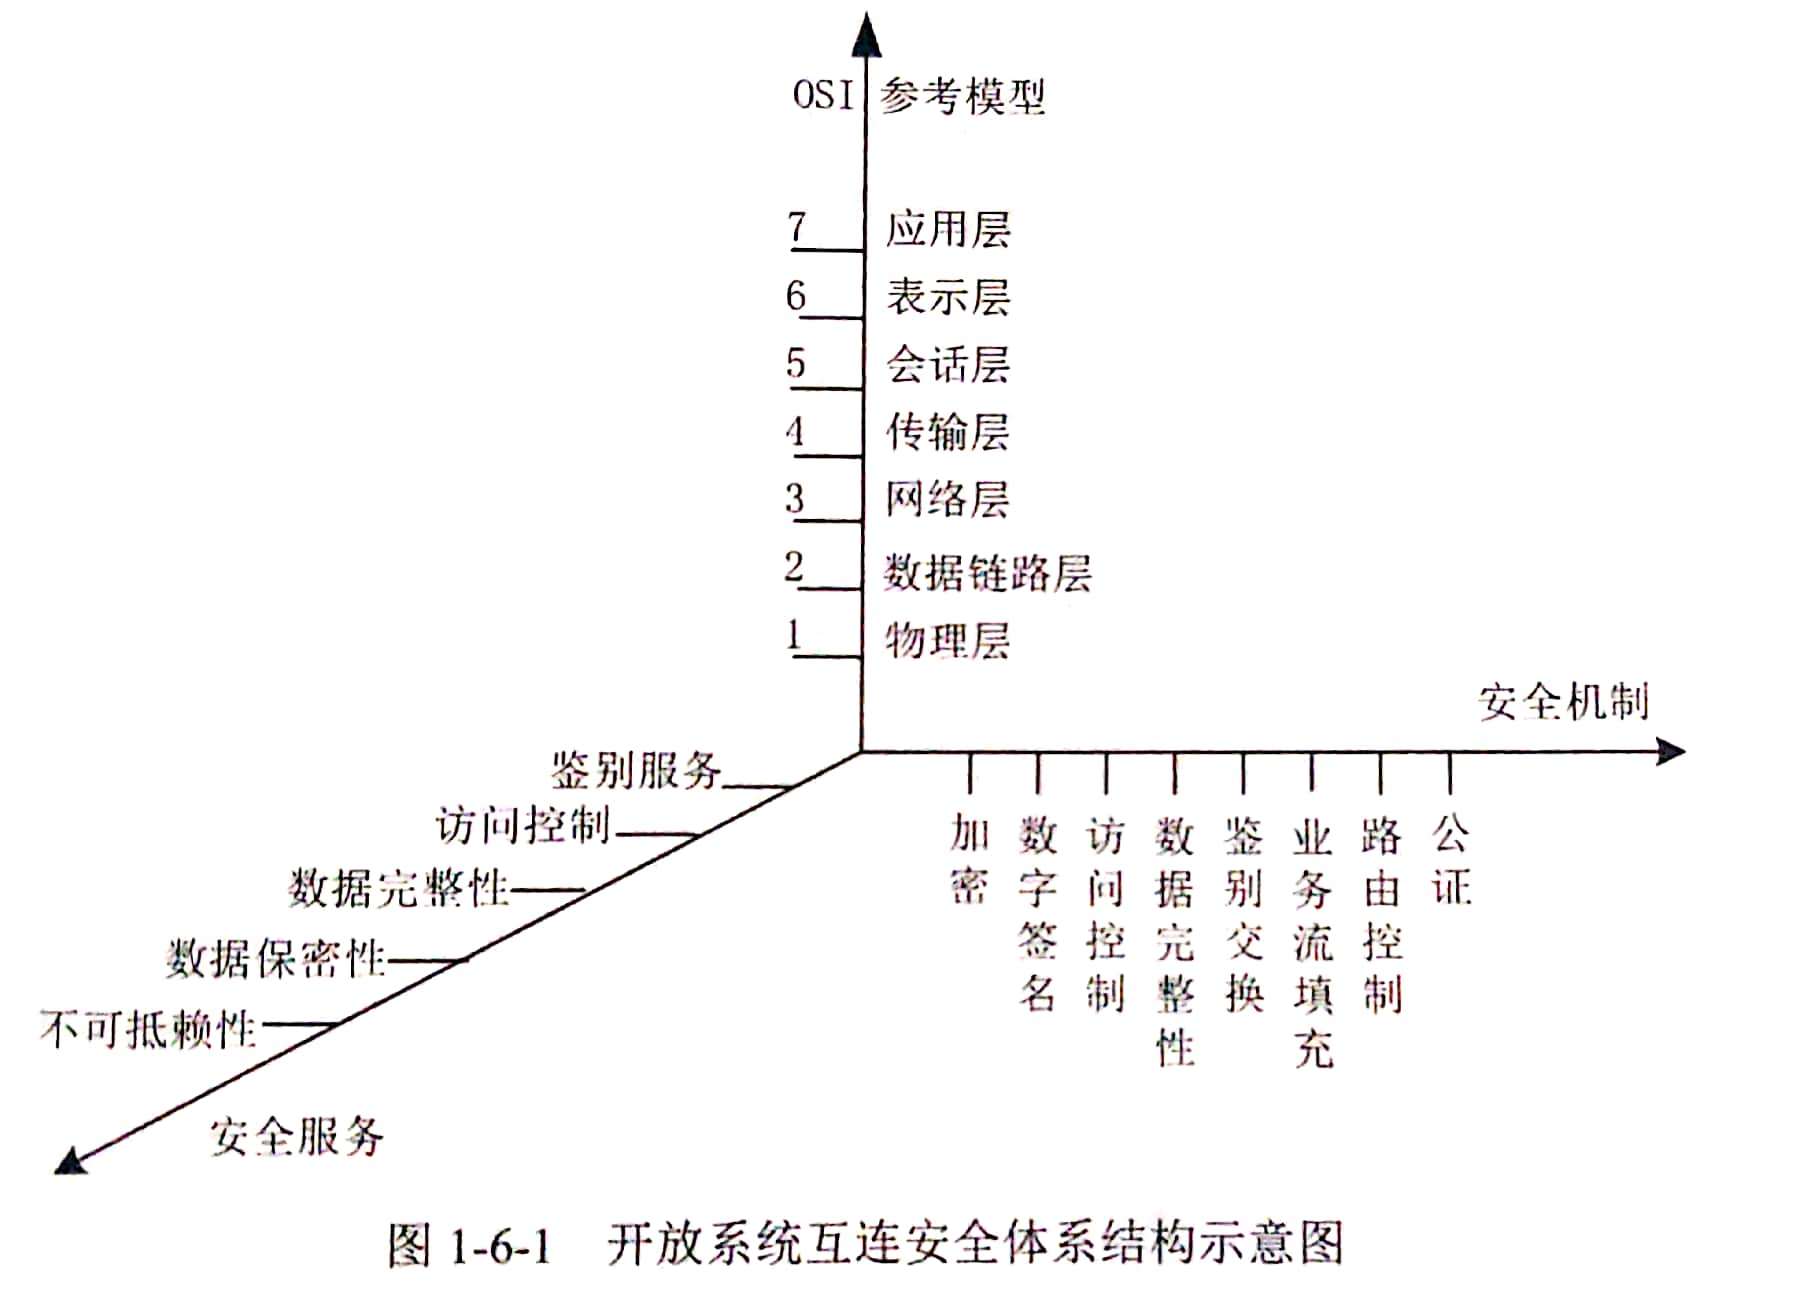 OSI 参考模型
7 应用层
6 表示层
5 会话层
4 传输层
3 网络层
2 数据链路层
1 物理层
安全机制
加密
数字签名
访问控制
数据完整性
鉴别交换
业务流填充
路由控制
公证
鉴别服务
访问控制
数据完整性
数据保密性
不可抵赖性
安全服务
图 1-6-1 开放系统互连安全体系结构示意图